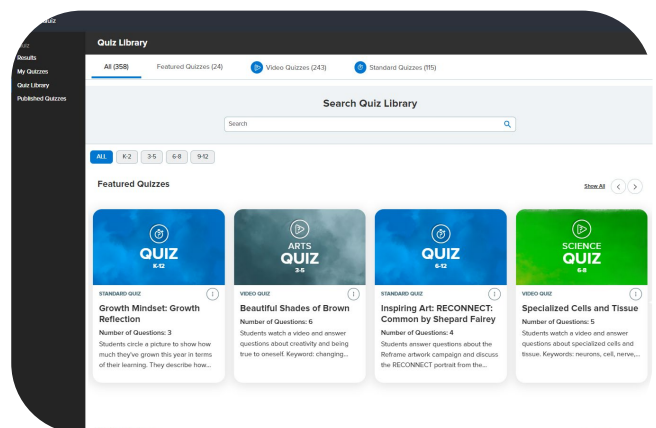 Quiz
Results
My Quizzes
Quiz Library
Published Quizzes
Quiz Library
All (358)
Featured Quizzes (24)
Video Quizzes (243)
Standard Quizzes (115)
Search Quiz Library
Search
ALL
K-2
3-5
6-8
9-12
Featured Quizzes
Show All
QUIZ
K-12
STANDARD QUIZ
Growth Mindset: Growth
Reflection
Number of Questions: 3
Students circle a picture to show how
much they've grown this year in terms
of their learning. They describe how...
ARTS
QUIZ
3-5
VIDEO QUIZ
Beautiful Shades of Brown
Number of Questions: 6
Students watch a video and answer
questions about creativity and being
true to oneself. Keyword: changing...
QUIZ
6-12
STANDARD QUIZ
Inspiring Art: RECONNECT:
Common by Shepard Fairey
Number of Questions: 4
Students answer questions about the
Reframe artwork campaign and discuss
the RECONNECT portrait from the...
SCIENCE
QUIZ
6-8
VIDEO QUIZ
Specialized Cells and Tissue
Number of Questions: 5
Students watch a video and answer
questions about specialized cells and
tissue. Keywords: neurons, cell, nerve,...